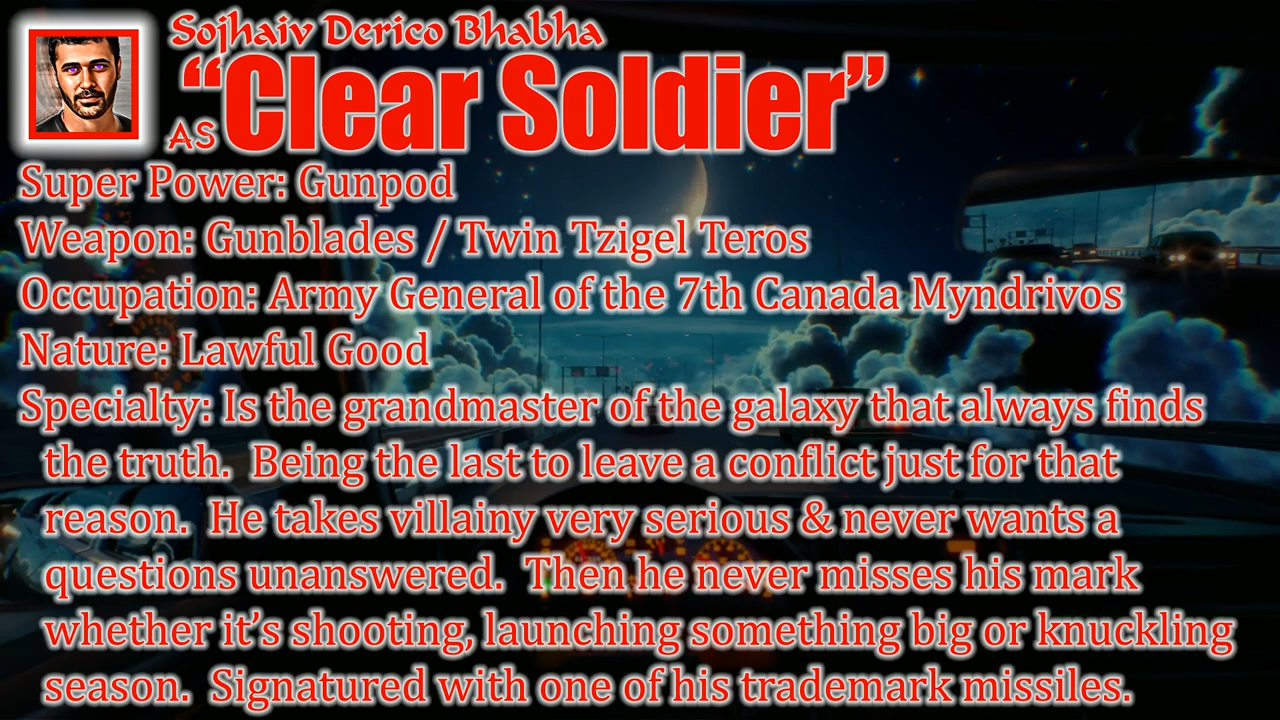 Sojhaiv Derico Bhabha
AS "Clear Soldier"
Super Power: Gunpod
Weapon: Gunblades / Twin Tzigel Teros
Occupation: Army General of the 7th Canada Myndrivos
Nature: Lawful Good
Specialty: Is the grandmaster of the galaxy that always finds
the truth.  Being the last to leave a conflict just for that
reason.  He takes villainy very serious & never wants a
questions unanswered.  Then he never misses his mark
whether it's shooting, launching something big or knuckling
season.  Signatured with one of his trademark missiles.